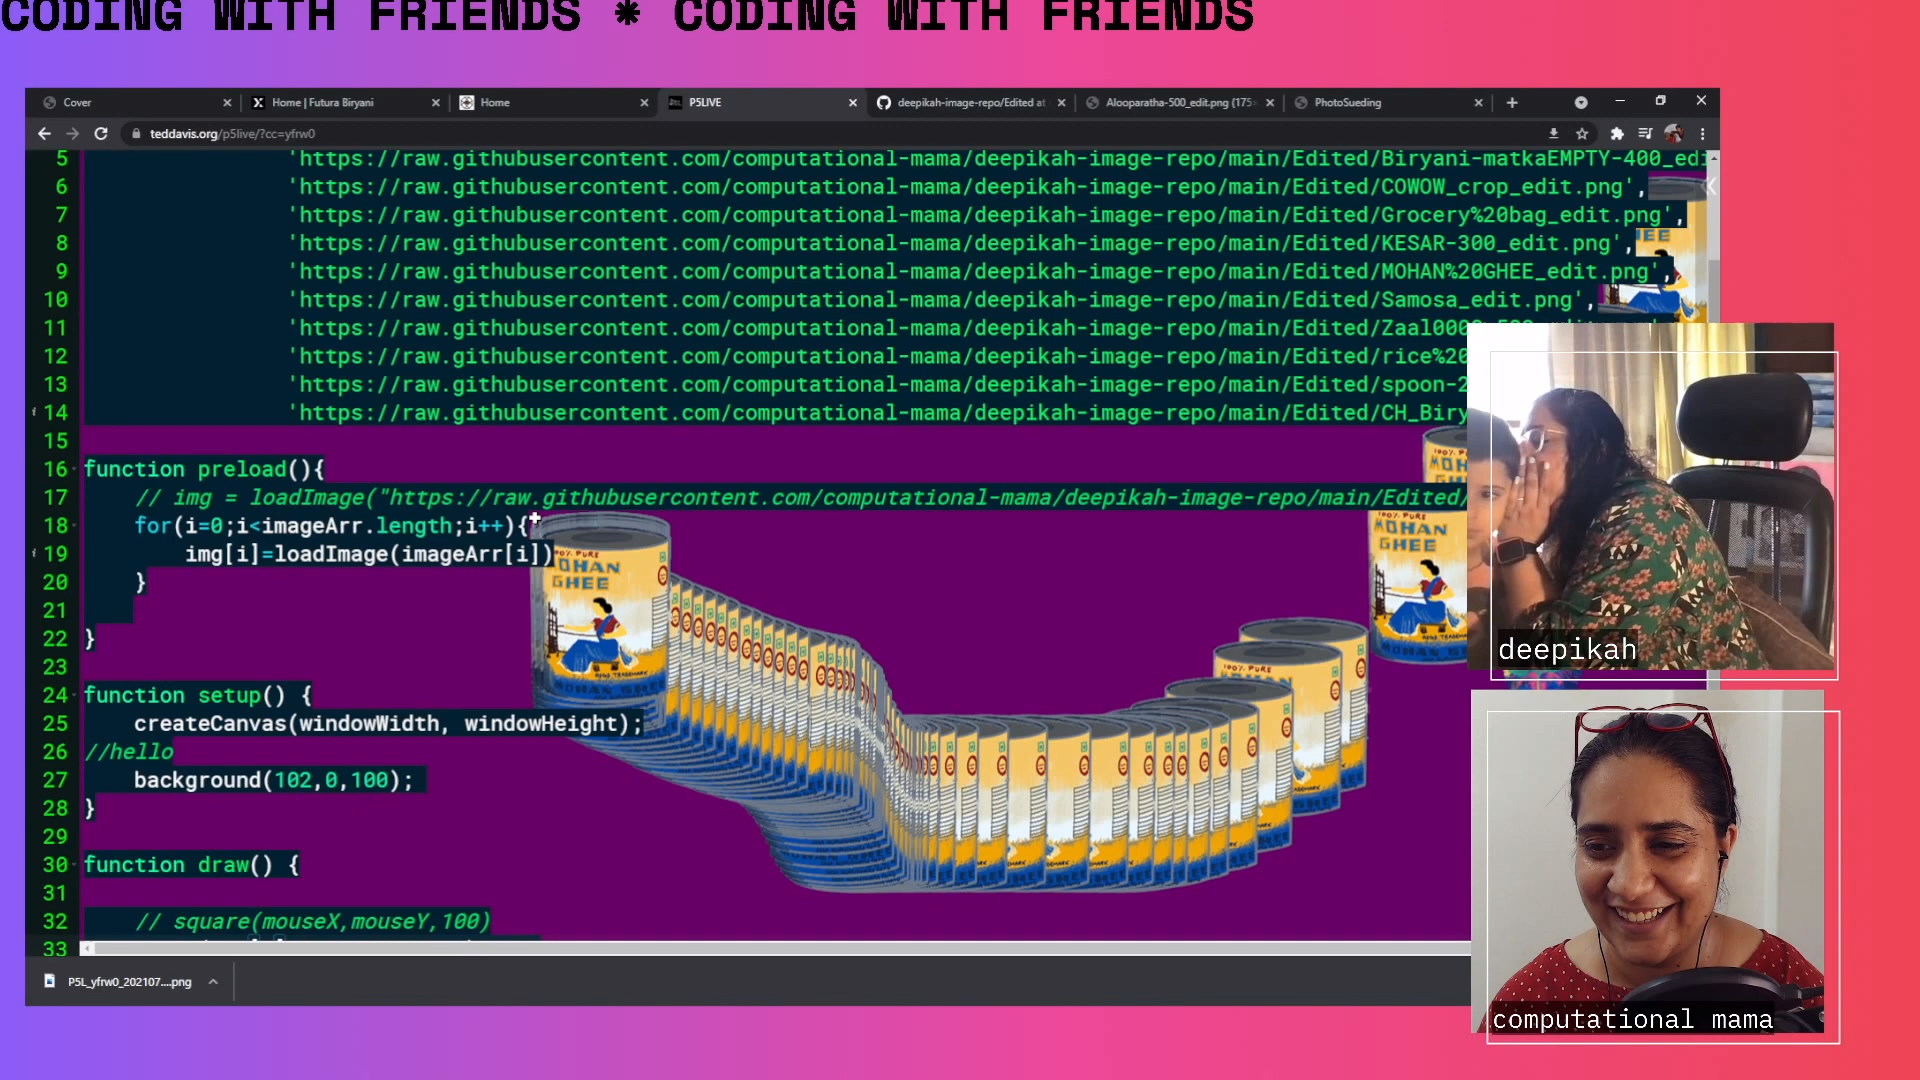 CODING WITH FRIENDS * CODING WITH FRIENDS
Cover
Home | Futura Biryani
Home
P5LIVE
deepikah-image-repo/Edited at
Alooparatha-500_edit.png (175
PhotoSueding
teddavis.org/p5live/?cc=yfrw0
5 'https://raw.githubusercontent.com/computational-mama/deepikah-image-repo/main/Edited/Biryani-matkaEMPTY-400_edi
6 'https://raw.githubusercontent.com/computational-mama/deepikah-image-repo/main/Edited/COWOW_crop_edit.png',
7 'https://raw.githubusercontent.com/computational-mama/deepikah-image-repo/main/Edited/Grocery%20bag_edit.png',
8 'https://raw.githubusercontent.com/computational-mama/deepikah-image-repo/main/Edited/KESAR-300_edit.png',
9 'https://raw.githubusercontent.com/computational-mama/deepikah-image-repo/main/Edited/MOHAN%20GHEE_edit.png',
10 'https://raw.githubusercontent.com/computational-mama/deepikah-image-repo/main/Edited/Samosa_edit.png',
11 'https://raw.githubusercontent.com/computational-mama/deepikah-image-repo/main/Edited/Zaal000
12 'https://raw.githubusercontent.com/computational-mama/deepikah-image-repo/main/Edited/rice%20
13 'https://raw.githubusercontent.com/computational-mama/deepikah-image-repo/main/Edited/spoon-2
14 'https://raw.githubusercontent.com/computational-mama/deepikah-image-repo/main/Edited/CH_Biry
15
16 function preload(){
17 // img = loadImage("https://raw.githubusercontent.com/computational-mama/deepikah-image-repo/main/Edited/
18 for(i=0;i<imageArr.length;i++){
19 img[i]=loadImage(imageArr[i])
20 }
21
22 }
23
24 function setup() {
25 createCanvas(windowWidth, windowHeight);
26 //hello
27 background(102,0,100);
28 }
29
30 function draw() {
31
32 // square(mouseX,mouseY,100)
33
MOHAN
GHEE
100% PURE
MOHAN
GHEE
deepikah
computational mama
P5L_yfrw0_202107....png